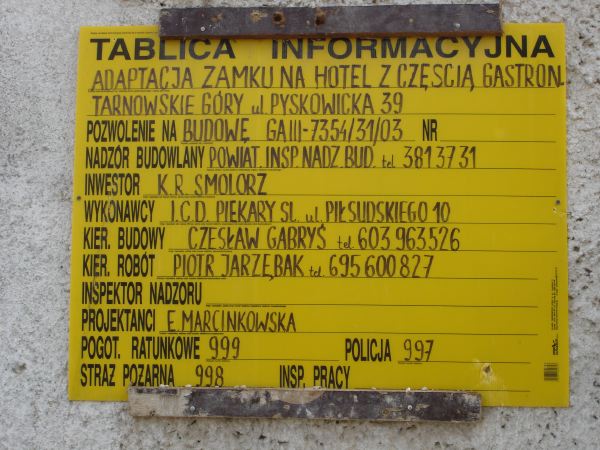 TABLICA INFORMACYJNA
ADAPTACJA ZAMKU NA HOTEL Z CZĘŚCIĄ GASTRON.
TARNOWSKIE GÓRY ul PYSKOWICKA 39
POZWOLENIE NA BUDOWĘ GAIII-7354/31/03 NR
NADZÓR BUDOWLANY POWIAT. INSP. NADZ. BUD. tel. 3813731
INWESTOR K.R. SMOLORZ
WYKONAWCY I.C.D. PIEKARY ŚL. ul. PIŁSUDSKIEGO 10
KIER. BUDOWY CZESŁAW GABRYŚ tel. 603 963 526
KIER. ROBÓT PIOTR JARZĘBAK tel. 695 600 827
INSPEKTOR NADZORU
PROJEKTANCI E. MARCINKOWSKA
POGOT. RATUNKOWE 999 POLICJA 997
STRAŻ POŻARNA 998 INSP. PRACY